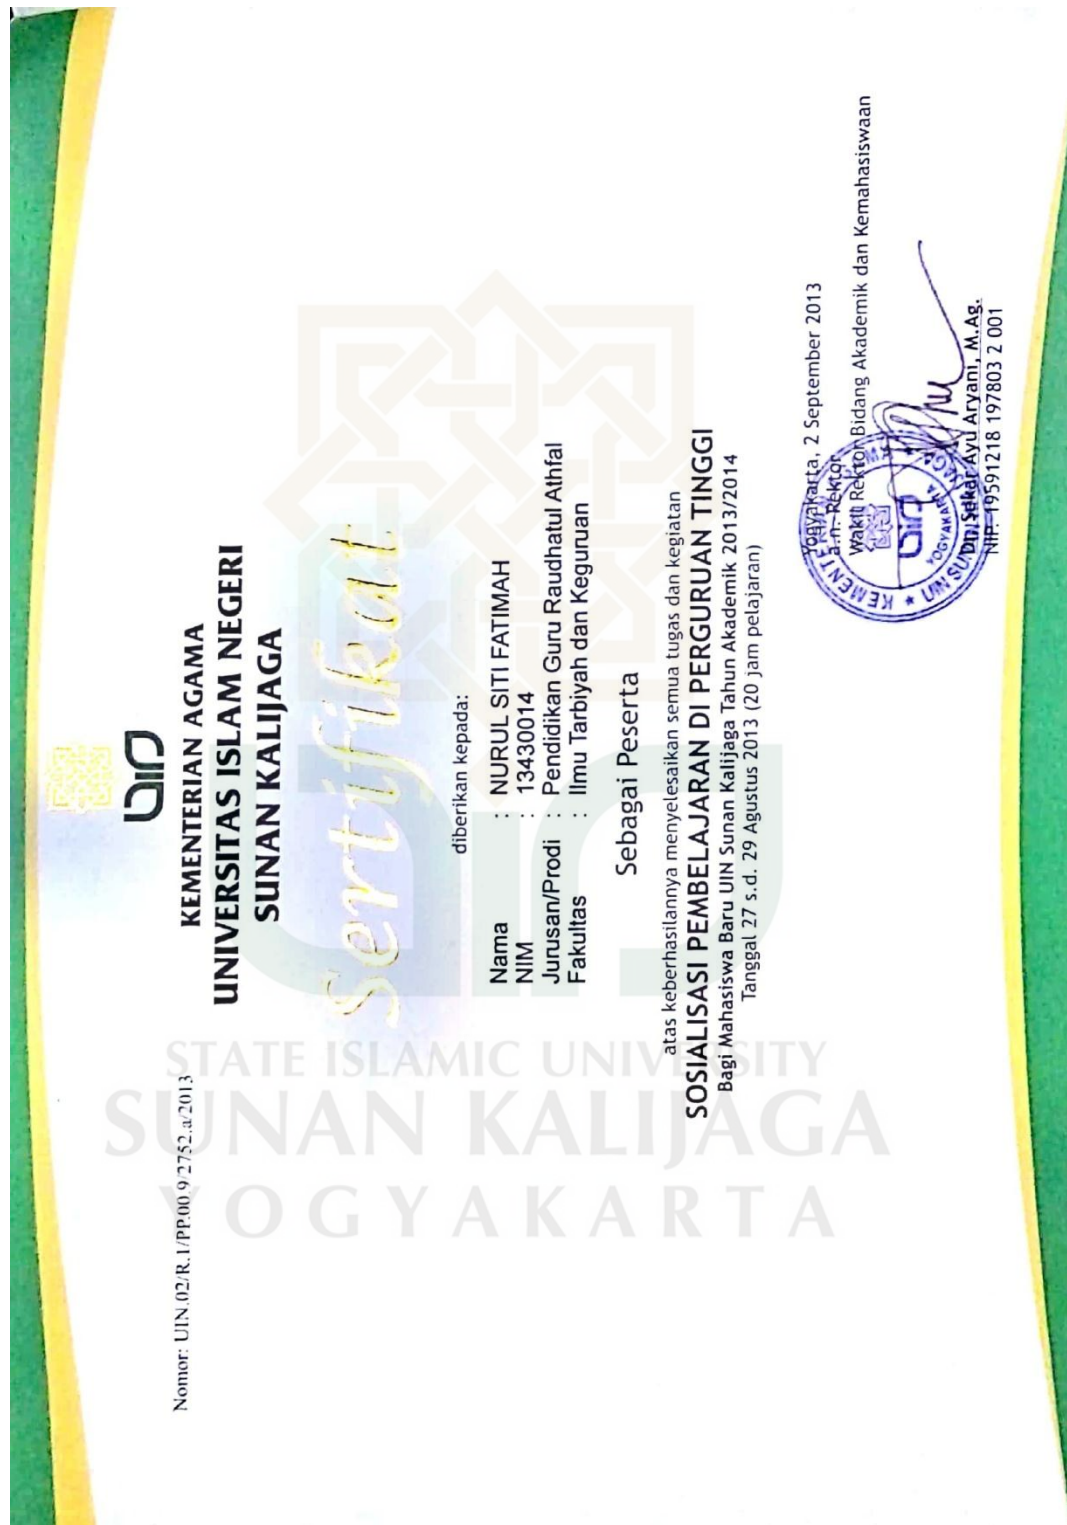 Nomor: UIN.02/R.1/PP.00.9/2752.a/2013
uin
KEMENTERIAN AGAMA
UNIVERSITAS ISLAM NEGERI
SUNAN KALIJAGA
Sertifikat
diberikan kepada:
Nama : NURUL SITI FATIMAH
NIM : 13430014
Jurusan/Prodi : Pendidikan Guru Raudhatul Athfal
Fakultas : Ilmu Tarbiyah dan Keguruan
Sebagai Peserta
atas keberhasilannya menyelesaikan semua tugas dan kegiatan
SOSIALISASI PEMBELAJARAN DI PERGURUAN TINGGI
Bagi Mahasiswa Baru UIN Sunan Kalijaga Tahun Akademik 2013/2014
Tanggal 27 s.d. 29 Agustus 2013 (20 jam pelajaran)
Yogyakarta, 2 September 2013
a.n. Rektor
Wakil Rektor Bidang Akademik dan Kemahasiswaan
Dr. Sekar Ayu Aryani, M.Ag.
NIP. 19591218 197803 2 001
uin
YOGYAKARTA
STATE ISLAMIC UNIVERSITY
SUNAN KALIJAGA
YOGYAKARTA